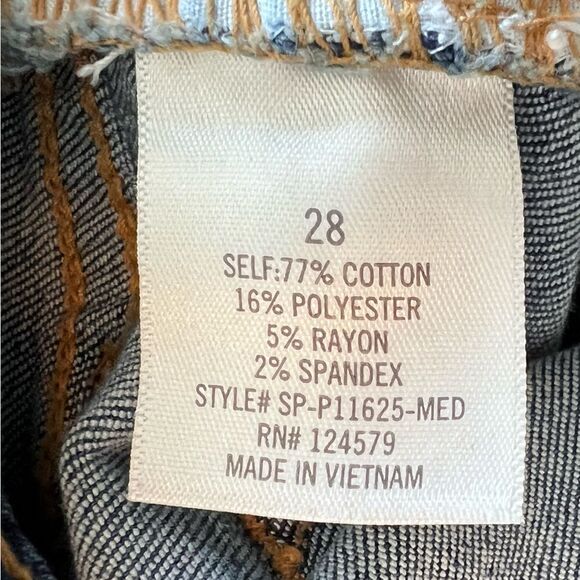 28
SELF:77% COTTON
16% POLYESTER
5% RAYON
2% SPANDEX
STYLE# SP-P11625-MED
RN# 124579
MADE IN VIETNAM